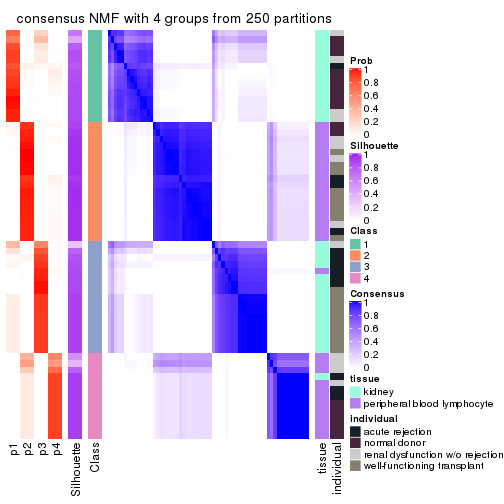 consensus NMF with 4 groups from 250 partitions
Prob
1
0.8
0.6
0.4
0.2
0
Silhouette
1
0.8
0.6
0.4
0.2
0
Class
1
2
3
4
Consensus
1
0.8
0.6
0.4
0.2
0
tissue
kidney
peripheral blood lymphocyte
individual
acute rejection
normal donor
renal dysfunction w/o rejection
well-functioning transplant
p1
p2
p3
p4
Silhouette
Class
tissue
individual